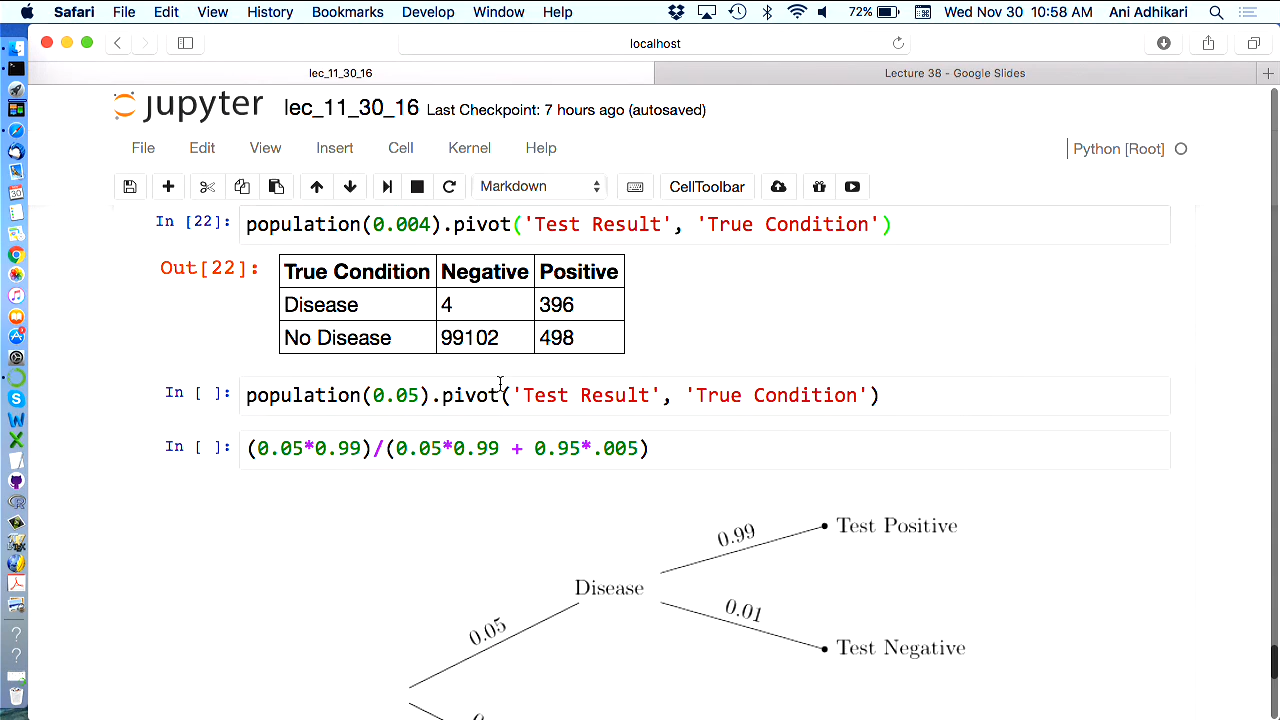 Safari File Edit View History Bookmarks Develop Window Help 72% Wed Nov 30 10:58 AM Ani Adhikari
localhost
lec_11_30_16 Lecture 38 - Google Slides
jupyter lec_11_30_16 Last Checkpoint: 7 hours ago (autosaved)
File Edit View Insert Cell Kernel Help Python [Root]
Markdown CellToolbar
In [22]: population(0.004).pivot('Test Result', 'True Condition')
Out[22]: True Condition Negative Positive
Disease 4 396
No Disease 99102 498
In [ ]: population(0.05).pivot('Test Result', 'True Condition')
In [ ]: (0.05*0.99)/(0.05*0.99 + 0.95*.005)
0.99 Test Positive
Disease
0.01
0.05
Test Negative